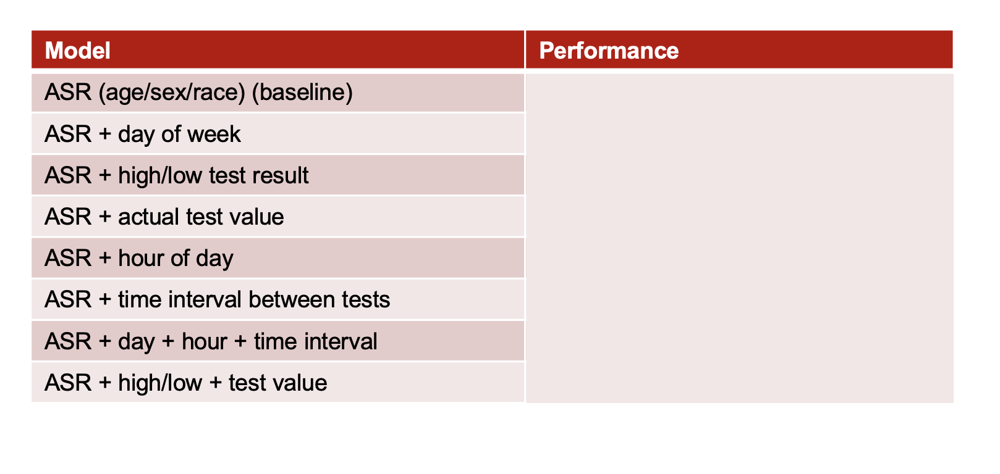 Model
Performance
ASR (age/sex/race) (baseline)
ASR + day of week
ASR + high/low test result
ASR + actual test value
ASR + hour of day
ASR + time interval between tests
ASR + day + hour + time interval
ASR + high/low + test value